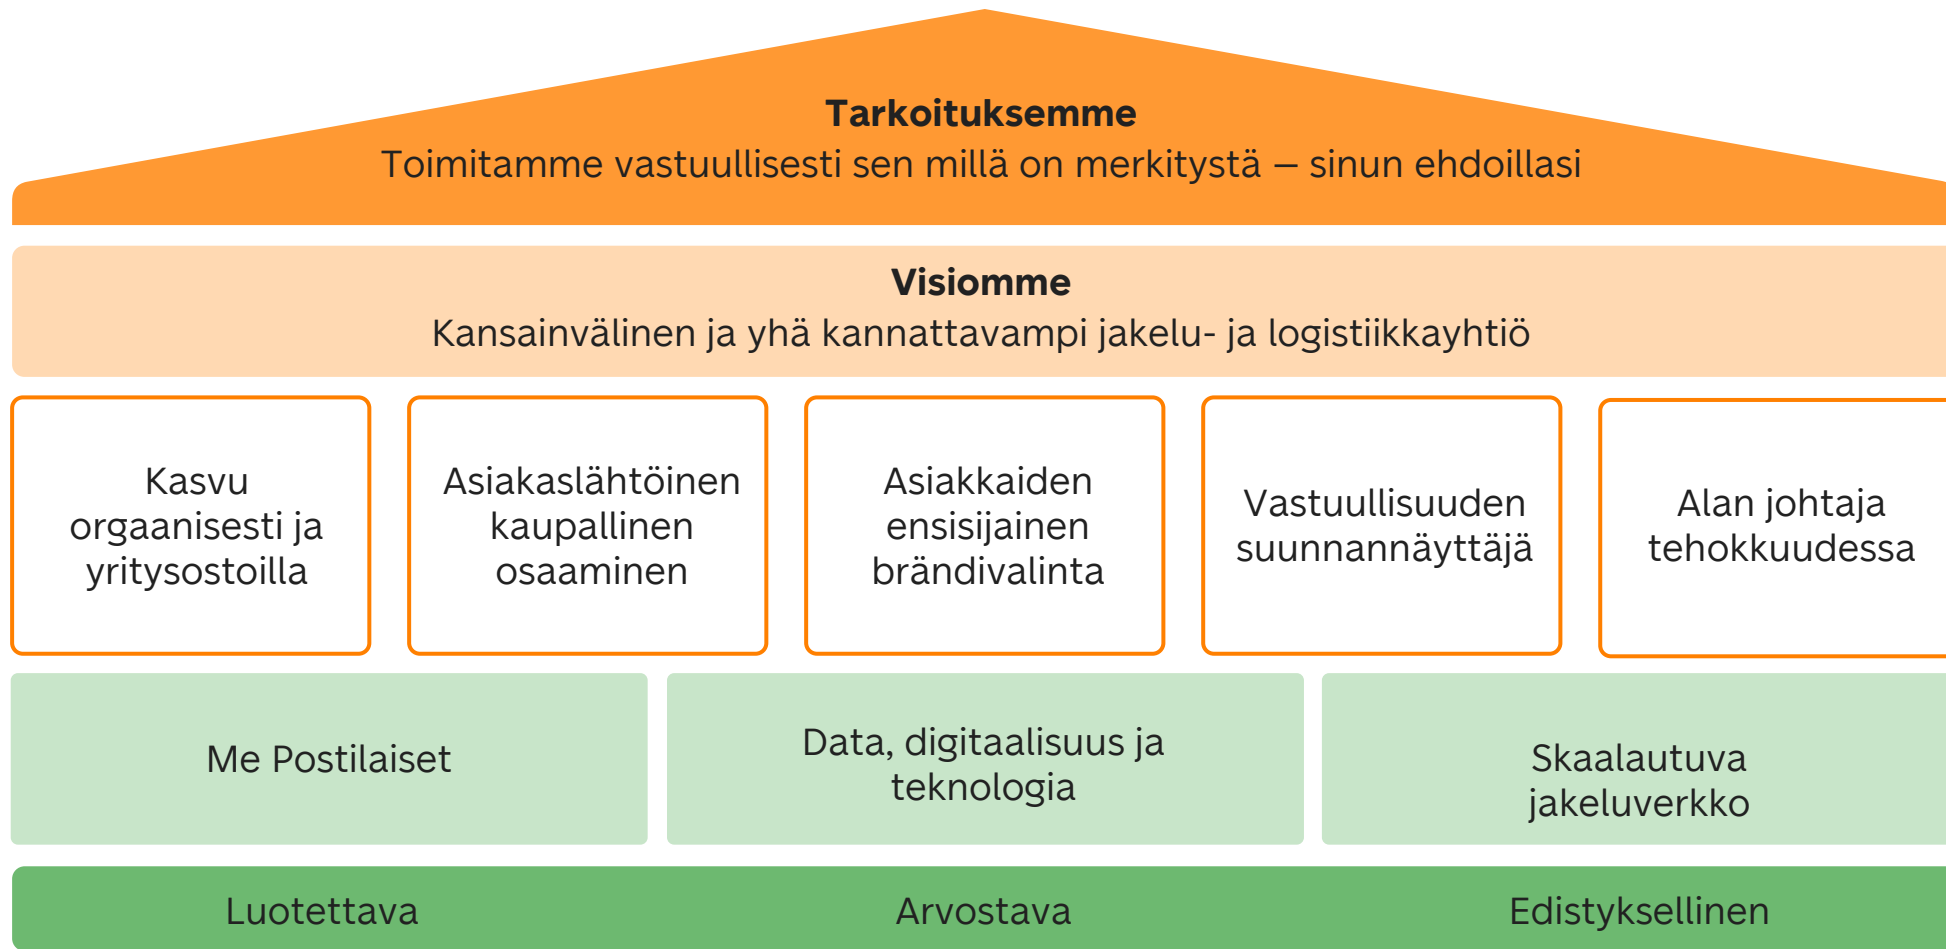 Tarkoituksemme
Toimitamme vastuullisesti sen millä on merkitystä – sinun ehdoillasi
Visiomme
Kansainvälinen ja yhä kannattavampi jakelu- ja logistiikkayhtiö
Kasvu
orgaanisesti ja
yritysostoilla
Asiakaslähtöinen
kaupallinen
osaaminen
Asiakkaiden
ensisijainen
brändivalinta
Vastuullisuuden
suunnannäyttäjä
Alan johtaja
tehokkuudessa
Me Postilaiset
Data, digitaalisuus ja
teknologia
Skaalautuva
jakeluverkko
Luotettava
Arvostava
Edistyksellinen